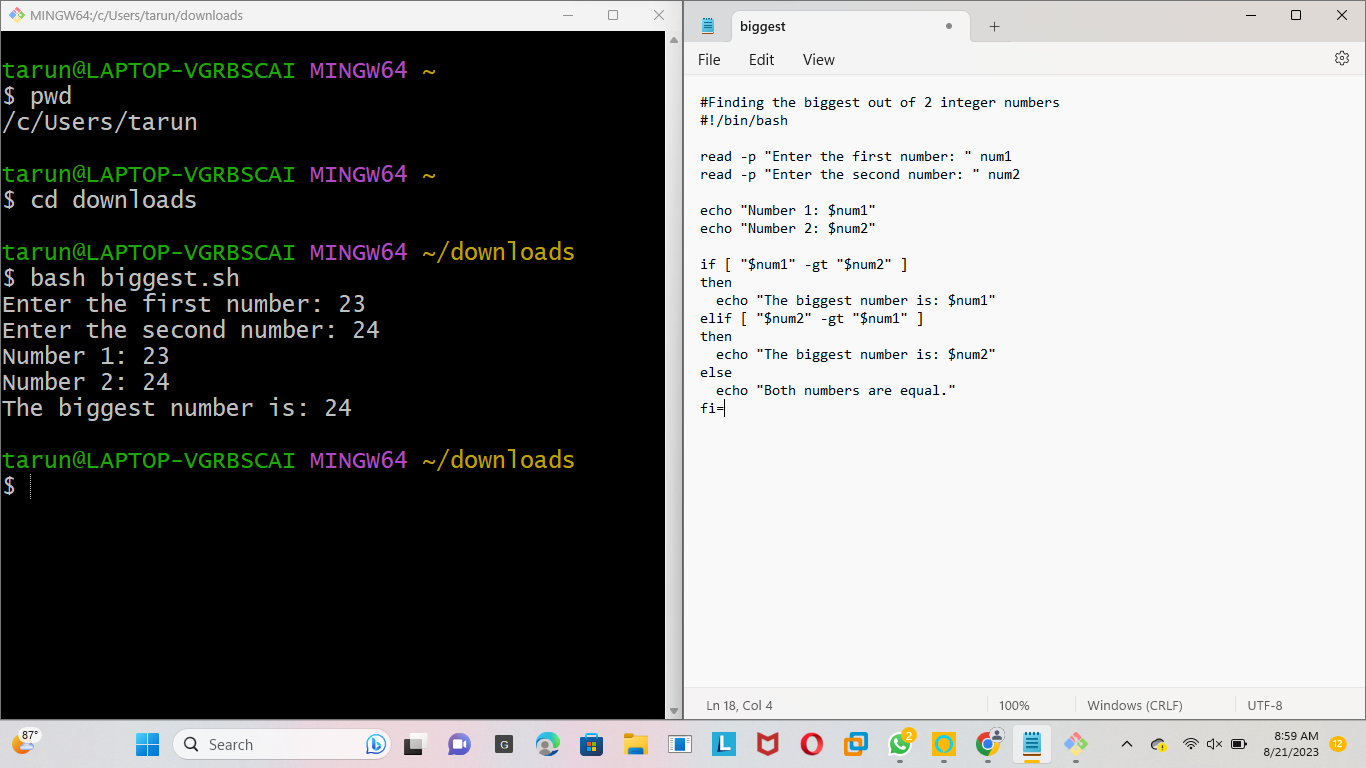 MINGW64:/c/Users/tarun/downloads
tarun@LAPTOP-VGRBSCAI MINGW64 ~
$ pwd
/c/Users/tarun
tarun@LAPTOP-VGRBSCAI MINGW64 ~
$ cd downloads
tarun@LAPTOP-VGRBSCAI MINGW64 ~/downloads
$ bash biggest.sh
Enter the first number: 23
Enter the second number: 24
Number 1: 23
Number 2: 24
The biggest number is: 24
tarun@LAPTOP-VGRBSCAI MINGW64 ~/downloads
$
biggest
File Edit View
#Finding the biggest out of 2 integer numbers
#!/bin/bash
read -p "Enter the first number: " num1
read -p "Enter the second number: " num2
echo "Number 1: $num1"
echo "Number 2: $num2"
if [ "$num1" -gt "$num2" ]
then
  echo "The biggest number is: $num1"
elif [ "$num2" -gt "$num1" ]
then
  echo "The biggest number is: $num2"
else
  echo "Both numbers are equal."
fi=
Ln 18, Col 4 100% Windows (CRLF) UTF-8
87°
Search
G
L
2
8:59 AM
8/21/2023
12